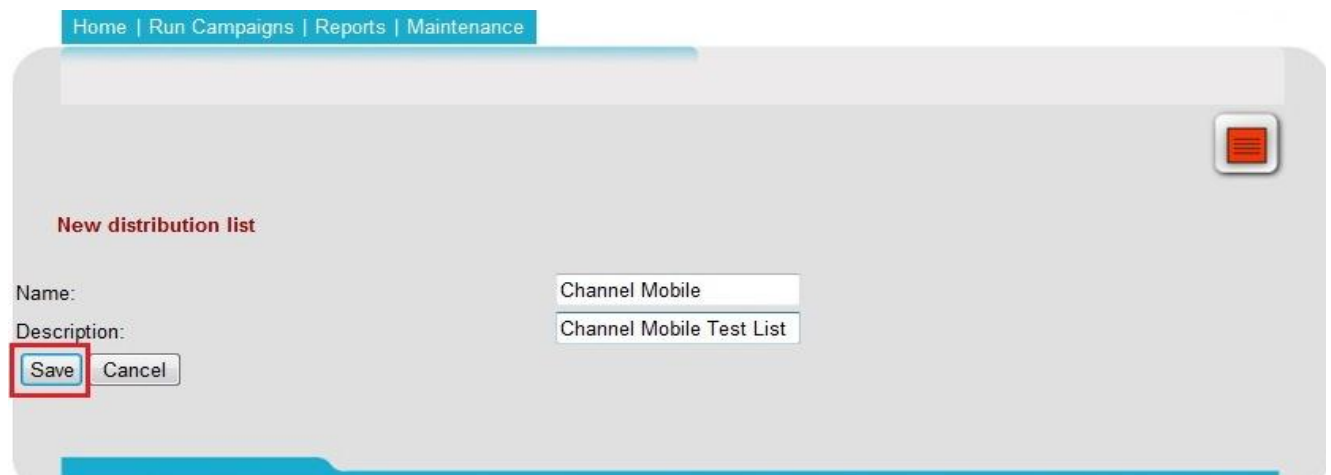 Home | Run Campaigns | Reports | Maintenance
New distribution list
Name: Channel Mobile
Description: Channel Mobile Test List
Save Cancel